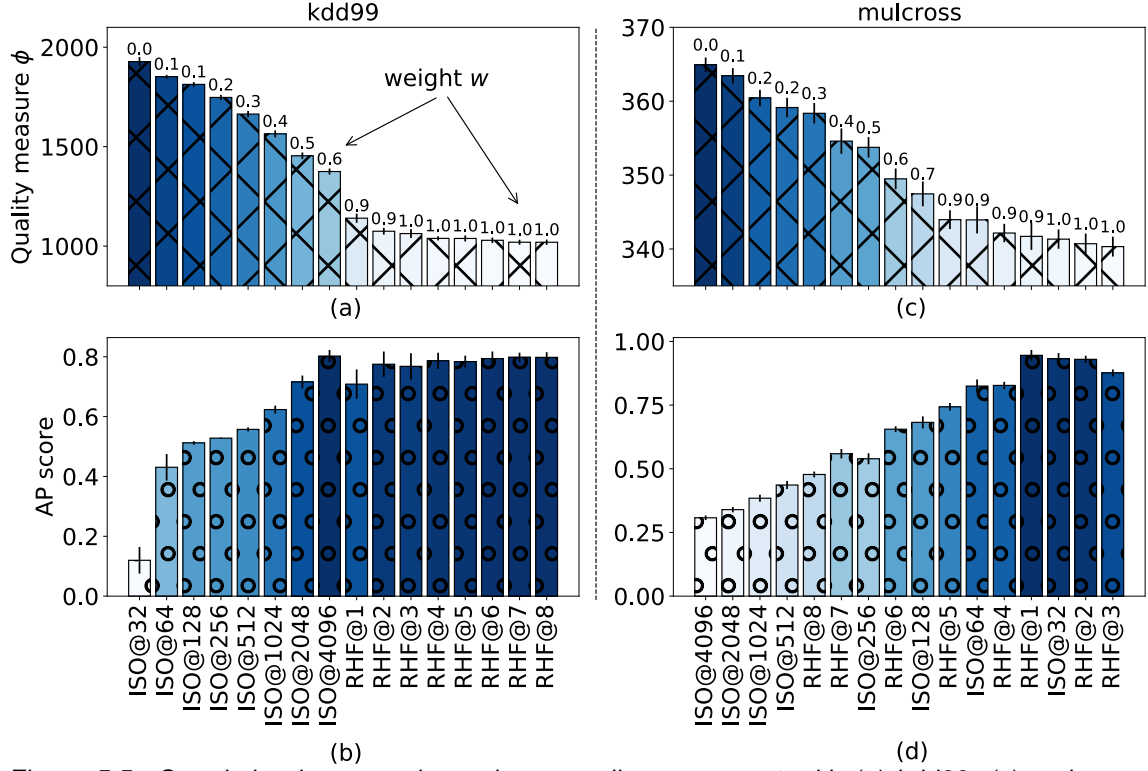 kdd99
Quality measure ϕ
2000
1500
1000
0.0
0.1
0.1
0.2
0.3
0.4
0.5
0.6
0.9
0.9
1.0
1.0
1.0
1.0
1.0
1.0
weight w
(a)
mulcross
370
360
350
340
0.0
0.1
0.2
0.2
0.3
0.4
0.5
0.6
0.7
0.9
0.9
0.9
0.9
1.0
1.0
1.0
(c)
AP score
0.8
0.6
0.4
0.2
0.0
ISO@32
ISO@64
ISO@128
ISO@256
ISO@512
ISO@1024
ISO@2048
ISO@4096
RHF@1
RHF@2
RHF@3
RHF@4
RHF@5
RHF@6
RHF@7
RHF@8
(b)
1.00
0.75
0.50
0.25
0.00
ISO@4096
ISO@2048
ISO@1024
ISO@512
RHF@8
RHF@7
ISO@256
RHF@6
ISO@128
RHF@5
ISO@64
RHF@4
RHF@1
ISO@32
RHF@2
RHF@3
(d)